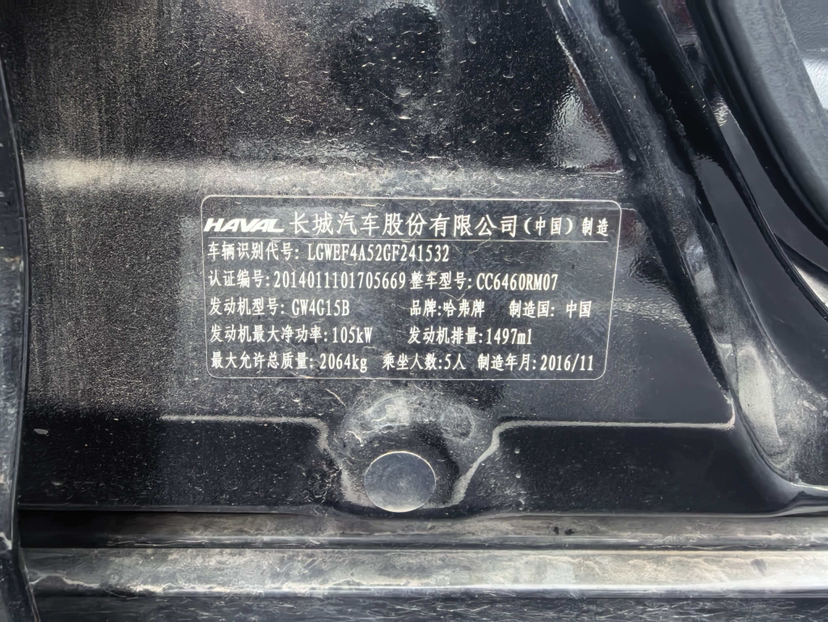 HAVAL 长城汽车股份有限公司(中国)制造
车辆识别代号: LGWEF4A52GF241532
认证编号:2014011101705669 整车型号:CC6460RM07
发动机型号: GW4G15B 品牌:哈弗牌 制造国: 中国
发动机最大净功率:105kW 发动机排量:1497ml
最大允许总质量: 2064kg 乘坐人数:5人 制造年月:2016/11